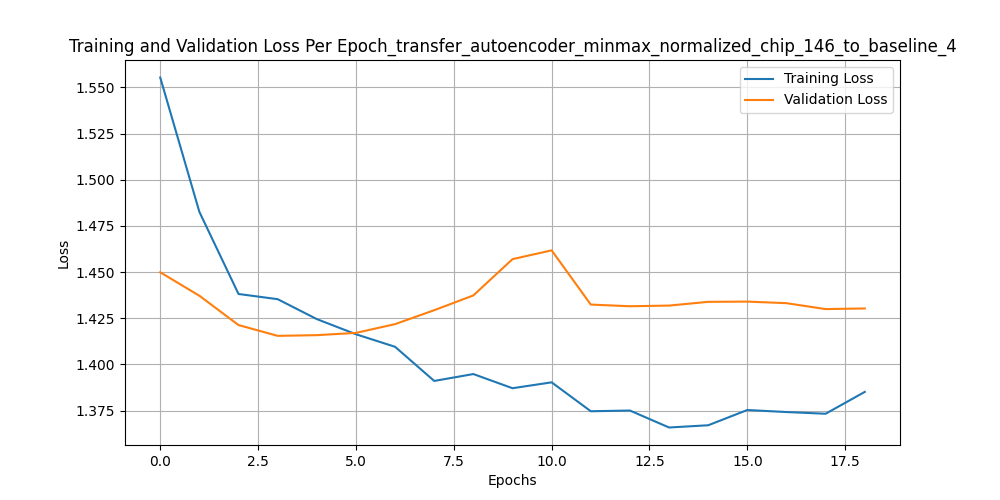 Training and Validation Loss Per Epoch_transfer_autoencoder_minmax_normalized_chip_146_to_baseline_4
Training Loss
Validation Loss
1.550
1.525
1.500
1.475
1.450
1.425
1.400
1.375
Loss
0.0 2.5 5.0 7.5 10.0 12.5 15.0 17.5
Epochs